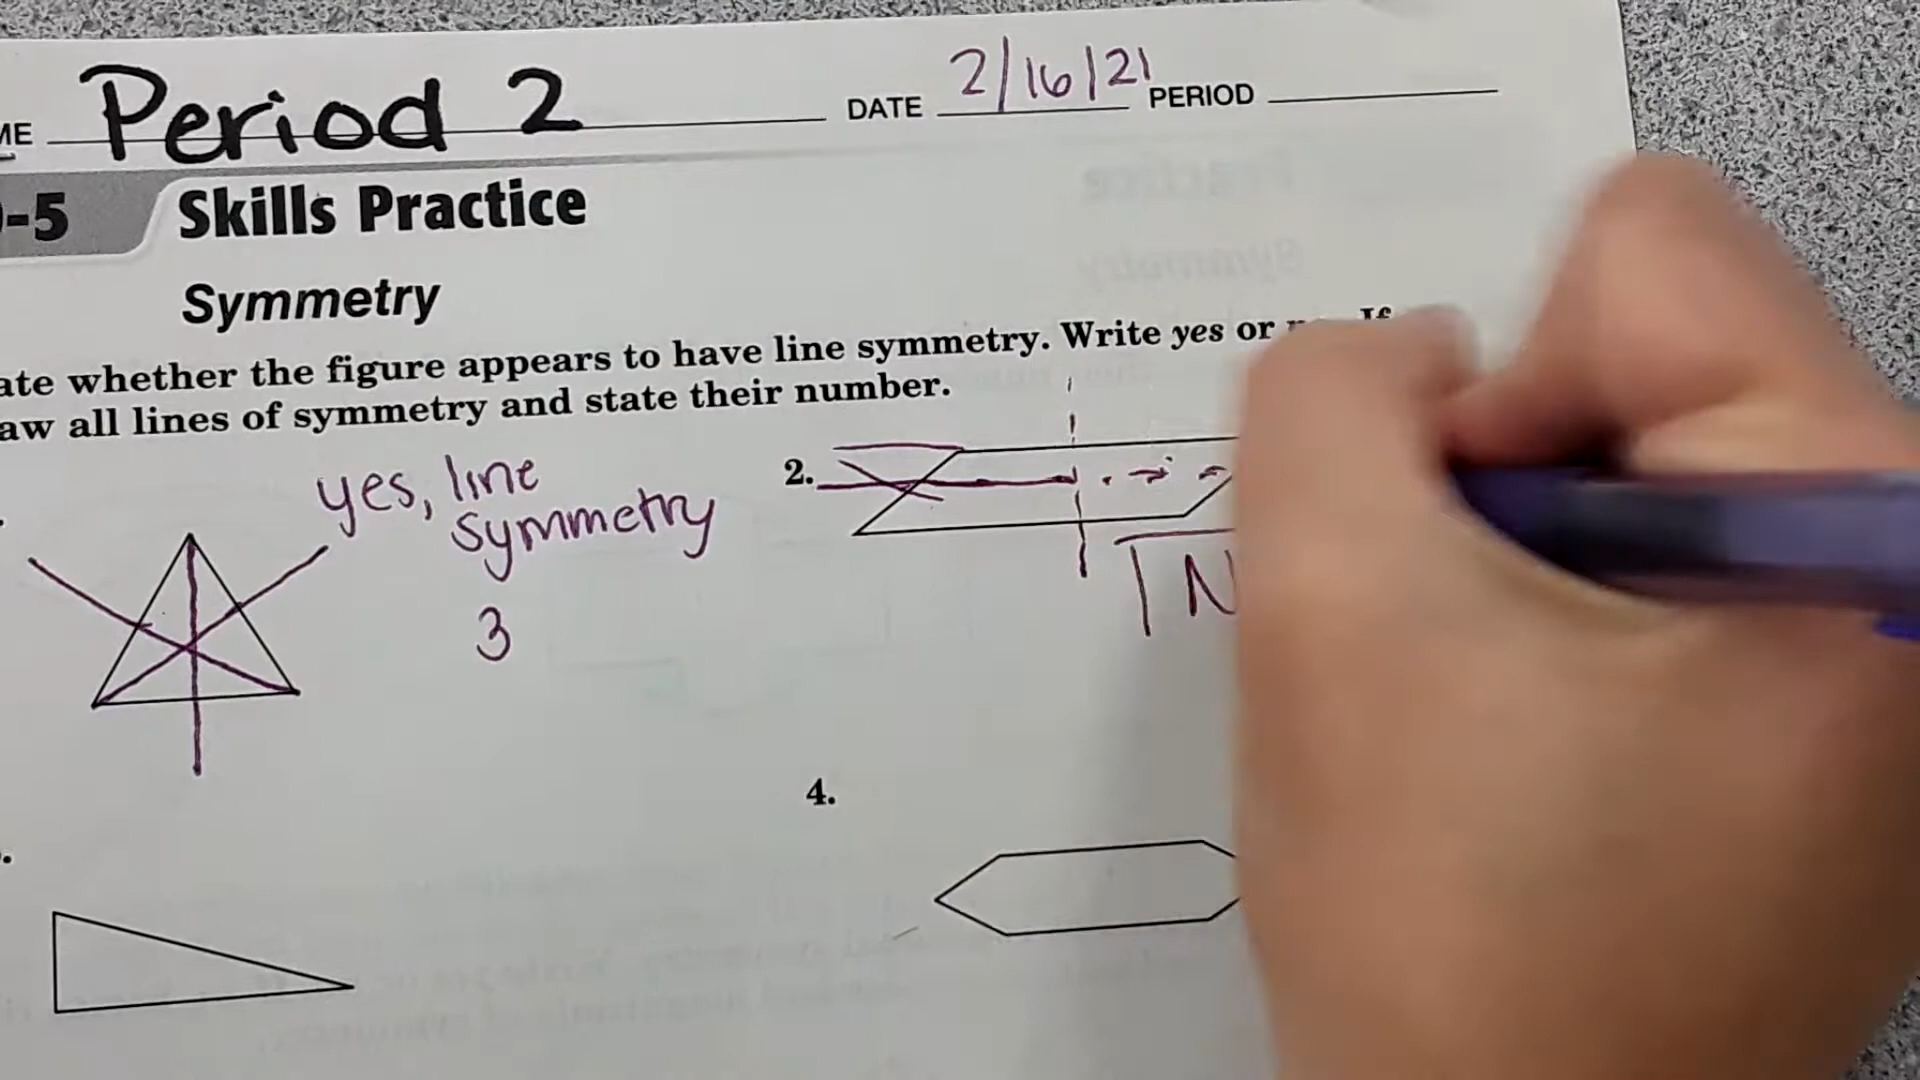 ME Period 2 DATE 2/16/21 PERIOD
-5 Skills Practice
Symmetry
ate whether the figure appears to have line symmetry. Write yes or If
aw all lines of symmetry and state their number.
yes, line
symmetry
3
2.
N
4.